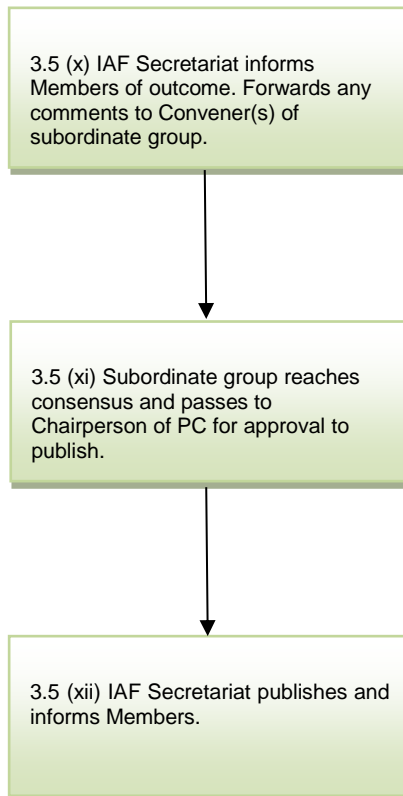 3.5 (x) IAF Secretariat informs
Members of outcome. Forwards any
comments to Convener(s) of
subordinate group.
3.5 (xi) Subordinate group reaches
consensus and passes to
Chairperson of PC for approval to
publish.
3.5 (xii) IAF Secretariat publishes and
informs Members.